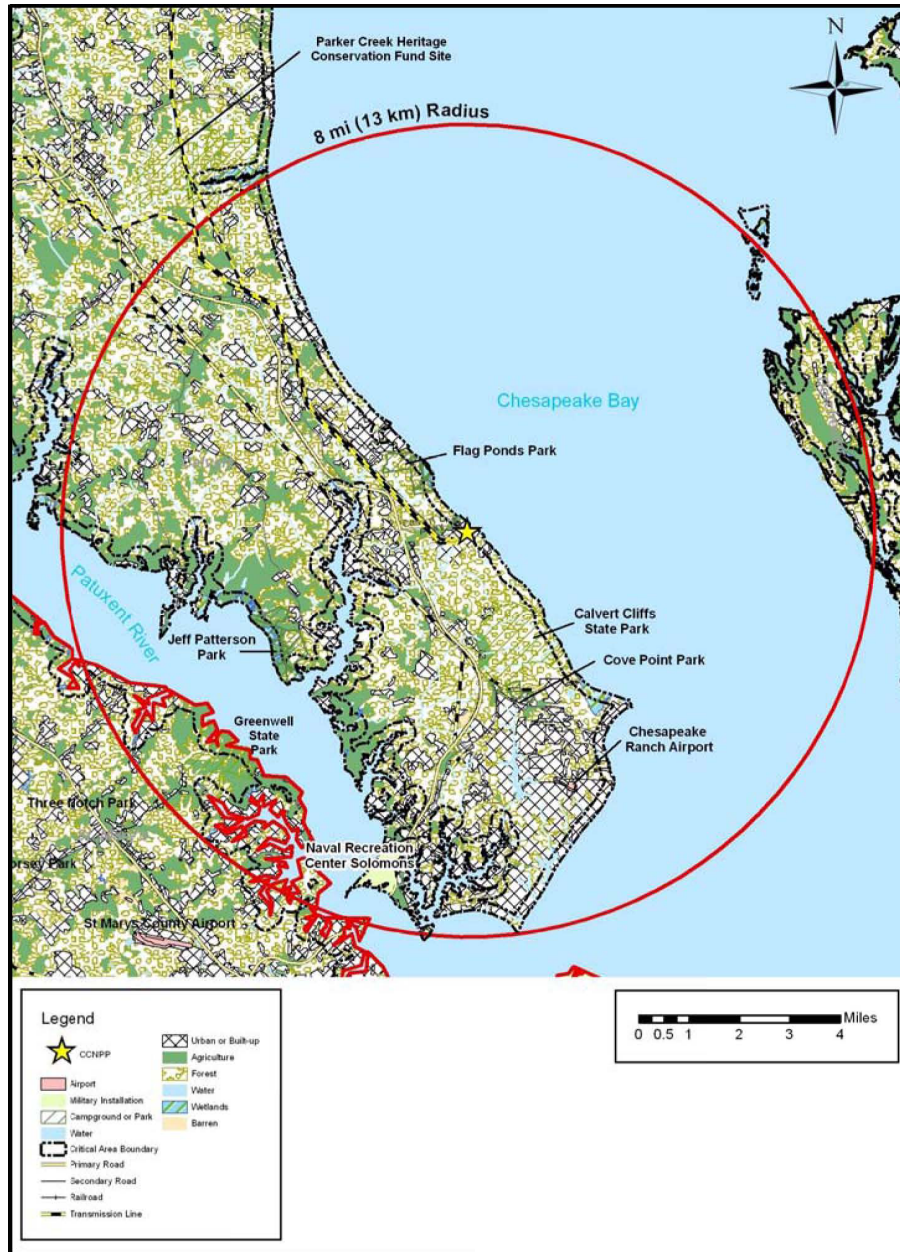 Parker Creek Heritage
Conservation Fund Site
N
8 mi (13 km) Radius
Chesapeake Bay
Flag Ponds Park
Patuxent River
Jeff Patterson
Park
Calvert Cliffs
State Park
Cove Point Park
Greenwell
State
Park
Chesapeake
Ranch Airport
Three Notch Park
Naval Recreation
Center Solomons
orsey Park
St Marys County Airport
Legend
CCNPP
Airport
Military Installation
Campground or Park
Water
Critical Area Boundary
Primary Road
Secondary Road
Railroad
Transmission Line
Urban or Built-up
Agriculture
Forest
Water
Wetlands
Barren
Miles
0 0.5 1 2 3 4